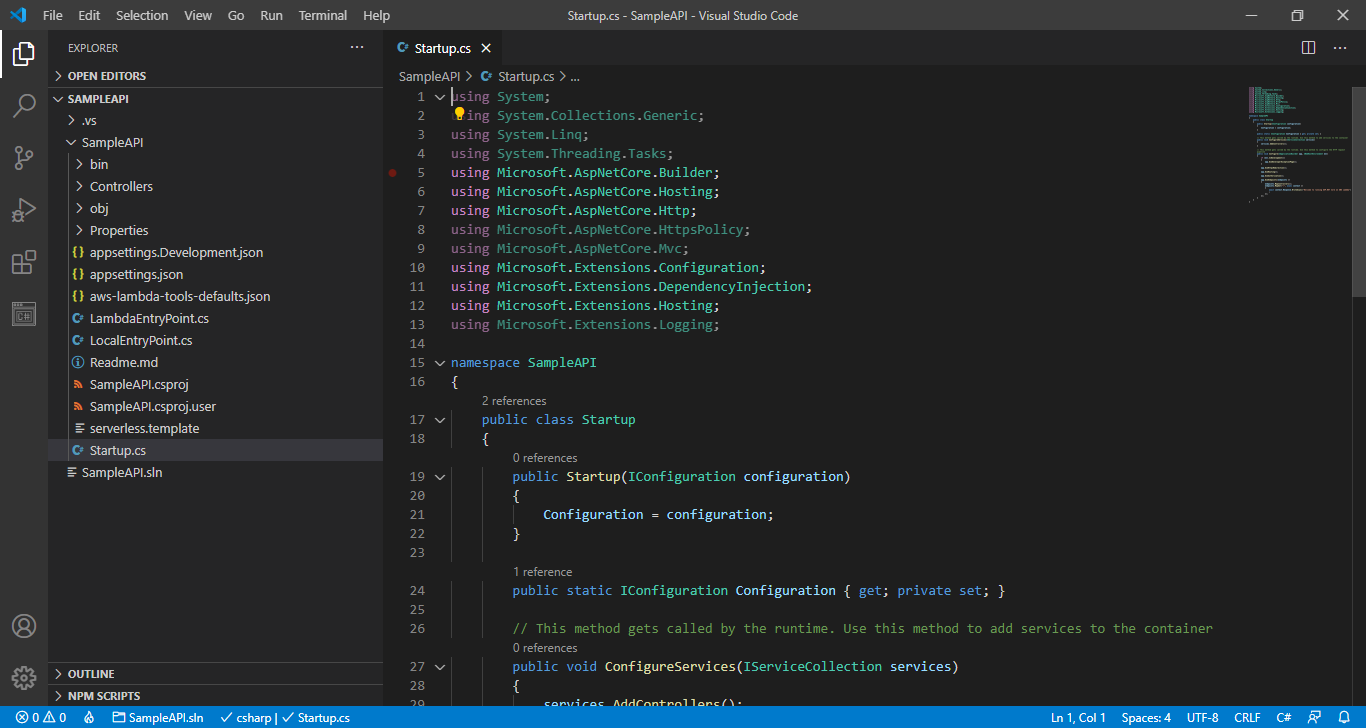 File Edit Selection View Go Run Terminal Help
Startup.cs - SampleAPI - Visual Studio Code
EXPLORER
OPEN EDITORS
SAMPLEAPI
.vs
SampleAPI
bin
Controllers
obj
Properties
{} appsettings.Development.json
{} appsettings.json
{} aws-lambda-tools-defaults.json
C# LambdaEntryPoint.cs
C# LocalEntryPoint.cs
Readme.md
SampleAPI.csproj
SampleAPI.csproj.user
serverless.template
C# Startup.cs
SampleAPI.sln
OUTLINE
NPM SCRIPTS
C# Startup.cs
SampleAPI > C# Startup.cs > ...
1 using System;
2 using System.Collections.Generic;
3 using System.Linq;
4 using System.Threading.Tasks;
5 using Microsoft.AspNetCore.Builder;
6 using Microsoft.AspNetCore.Hosting;
7 using Microsoft.AspNetCore.Http;
8 using Microsoft.AspNetCore.HttpsPolicy;
9 using Microsoft.AspNetCore.Mvc;
10 using Microsoft.Extensions.Configuration;
11 using Microsoft.Extensions.DependencyInjection;
12 using Microsoft.Extensions.Hosting;
13 using Microsoft.Extensions.Logging;
14
15 namespace SampleAPI
16 {
2 references
17 public class Startup
18 {
0 references
19 public Startup(IConfiguration configuration)
20 {
21 Configuration = configuration;
22 }
23
1 reference
24 public static IConfiguration Configuration { get; private set; }
25
26 // This method gets called by the runtime. Use this method to add services to the container
0 references
27 public void ConfigureServices(IServiceCollection services)
28 {
29 services.AddControllers();
0 0 SampleAPI.sln csharp | Startup.cs Ln 1, Col 1 Spaces: 4 UTF-8 CRLF C#